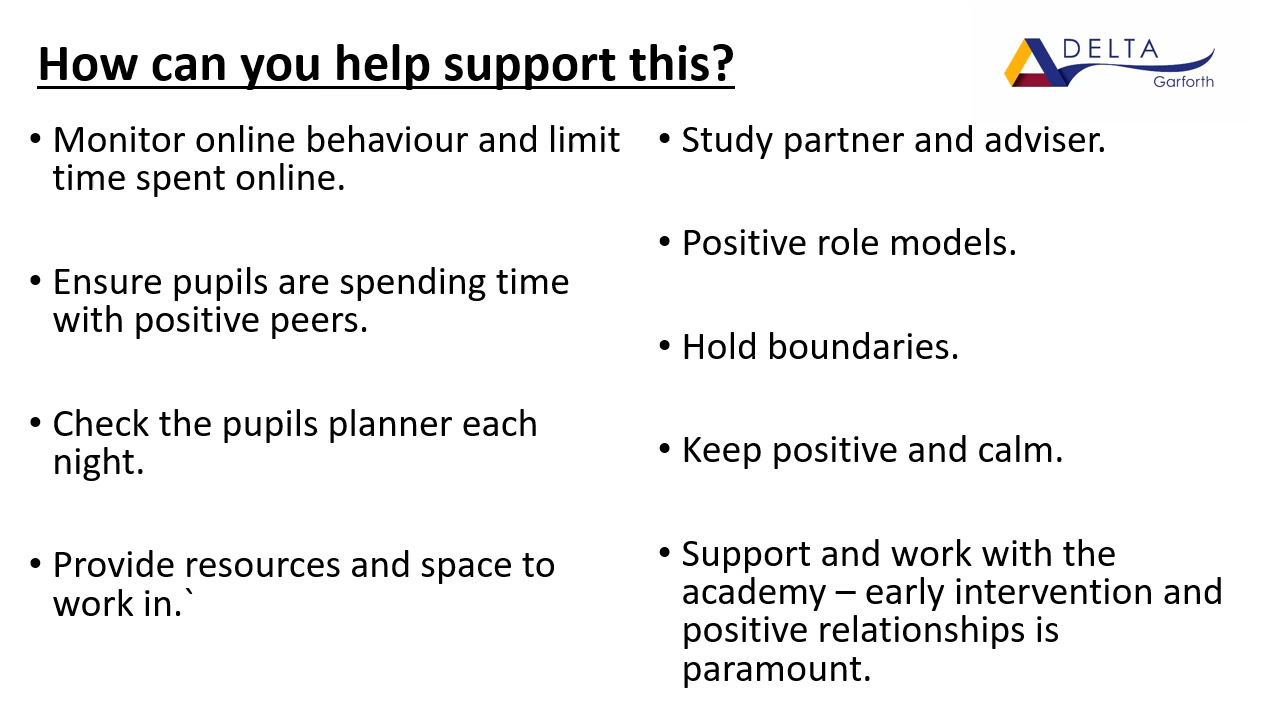 How can you help support this?
DELTA
Garforth
• Monitor online behaviour and limit
time spent online.
• Ensure pupils are spending time
with positive peers.
• Check the pupils planner each
night.
• Provide resources and space to
work in.`
• Study partner and adviser.
• Positive role models.
• Hold boundaries.
• Keep positive and calm.
• Support and work with the
academy – early intervention and
positive relationships is
paramount.